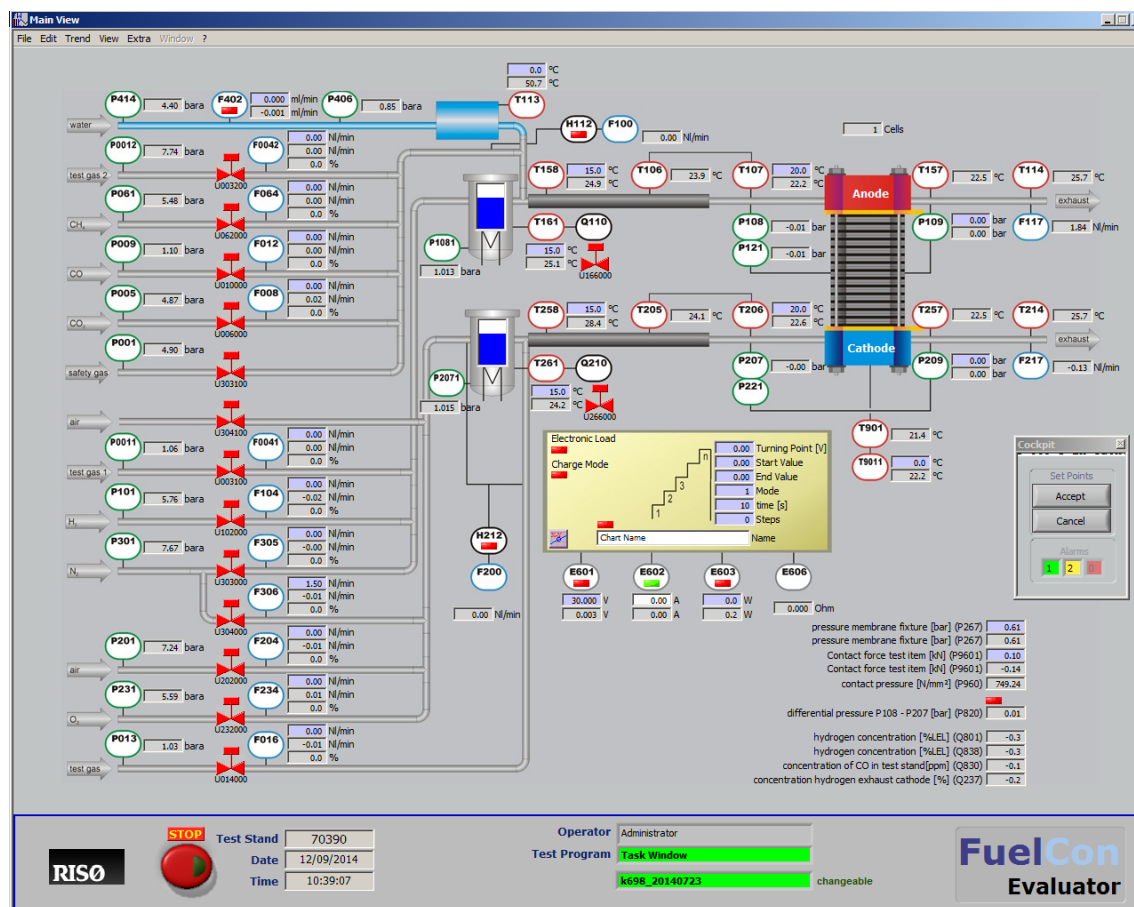 Main View
File Edit Trend View Extra Window ?
0.0 ºC
50.7 ºC
P414 4.40 bara F402 0.000 ml/min P406 0.85 bara T113
-0.001 ml/min
water
H112 F100 0.00 Nl/min
1 Cells
P0012 7.74 bara F0042 0.00 Nl/min
0.00 Nl/min
0.0 %
test gas 2 U003200
P061 5.48 bara F064 0.00 Nl/min
0.00 Nl/min
0.0 %
CH₄ U062000
P009 1.10 bara F012 0.00 Nl/min
0.00 Nl/min
0.0 %
CO U010000
P005 4.87 bara F008 0.00 Nl/min
0.02 Nl/min
0.0 %
CO₂ U006000
P001 4.90 bara
safety gas U303100
air U304100
P0011 1.06 bara F0041 0.00 Nl/min
0.00 Nl/min
0.0 %
test gas 1 U003100
P101 5.76 bara F104 0.00 Nl/min
-0.02 Nl/min
0.0 %
H₂ U102000
P301 7.67 bara F305 0.00 Nl/min
-0.00 Nl/min
0.0 %
N₂ U303000
F306 1.50 Nl/min
-0.01 Nl/min
0.0 %
U304000
P201 7.24 bara F204 0.00 Nl/min
-0.01 Nl/min
0.0 %
air U202000
P231 5.59 bara F234 0.00 Nl/min
0.01 Nl/min
0.0 %
O₂ U232000
P013 1.03 bara F016 0.00 Nl/min
-0.01 Nl/min
0.0 %
test gas U014000
T158 15.0 ºC T106 23.9 ºC T107 20.0 ºC
24.9 ºC 22.2 ºC
Anode
T157 22.5 ºC T114 25.7 ºC
exhaust
T161 Q110
15.0 ºC
25.1 ºC
U166000
P1081
1.013 bara
P108 -0.01 bar
P121 -0.01 bar
P109 0.00 bar F117 1.84 Nl/min
0.00 bar
T258 15.0 ºC T205 24.1 ºC T206 20.0 ºC
28.4 ºC 22.6 ºC
Cathode
T257 22.5 ºC T214 25.7 ºC
exhaust
T261 Q210
15.0 ºC
24.2 ºC
U266000
P2071
1.015 bara
P207 -0.00 bar
P221
P209 0.00 bar F217 -0.13 Nl/min
0.00 bar
T901 21.4 ºC
T9011 0.0 ºC
22.2 ºC
Electronic Load
Charge Mode
1 2 3 n
0.00 Turning Point [V]
0.00 Start Value
0.00 End Value
1 Mode
10 time [s]
0 Steps
Chart Name Name
H212
F200
0.00 Nl/min
E601 E602 E603 E606
30.000 V 0.00 A 0.0 W 0.000 Ohm
0.003 V 0.00 A 0.2 W
Cockpit
Set Points
Accept
Cancel
Alarms
1 2
pressure membrane fixture [bar] (P267) 0.61
pressure membrane fixture [bar] (P267) 0.61
Contact force test item [kN] (P9601) 0.10
Contact force test item [kN] (P9601) -0.14
contact pressure [N/mm²] (P960) 749.24
differential pressure P108 - P207 [bar] (P820) 0.01
hydrogen concentration [%LEL] (Q801) -0.3
hydrogen concentration [%LEL] (Q838) -0.3
concentration of CO in test stand[ppm] (Q830) -0.1
concentration hydrogen exhaust cathode [%] (Q237) -0.2
RISØ
STOP
Test Stand 70390
Date 12/09/2014
Time 10:39:07
Operator Administrator
Test Program Task Window
k698_20140723 changeable
FuelCon
Evaluator